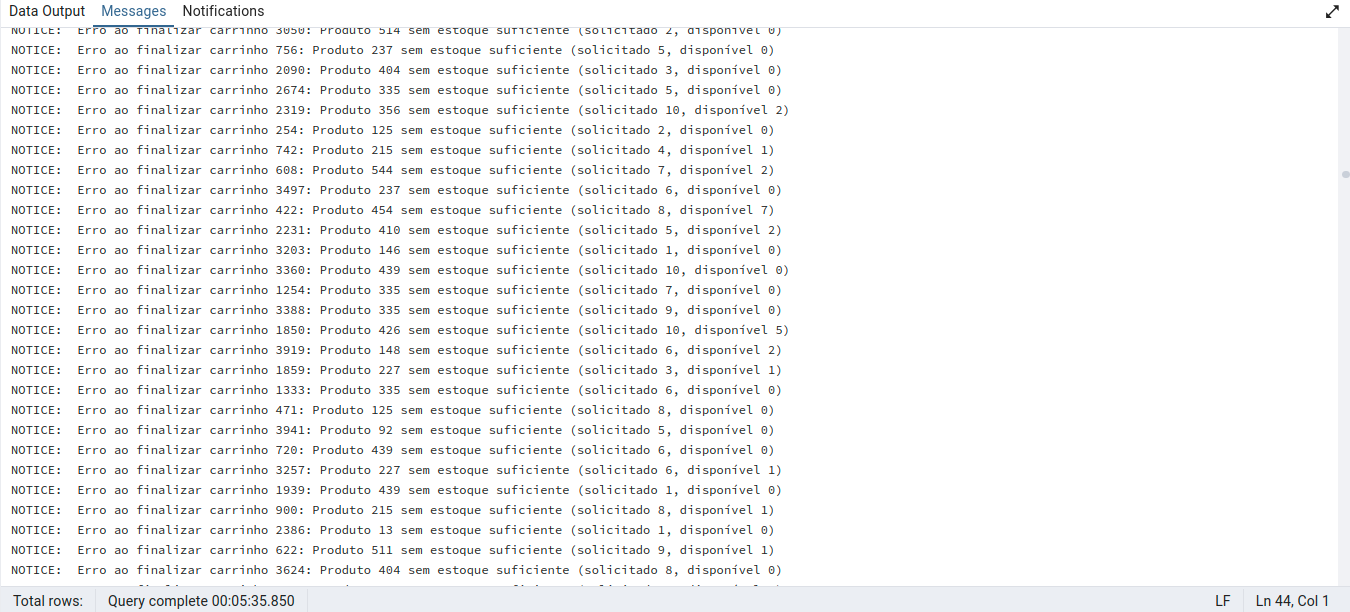 Data Output Messages Notifications
NOTICE:  Erro ao finalizar carrinho 3050: Produto 514 sem estoque suficiente (solicitado 2, disponível 0)
NOTICE:  Erro ao finalizar carrinho 756: Produto 237 sem estoque suficiente (solicitado 5, disponível 0)
NOTICE:  Erro ao finalizar carrinho 2090: Produto 404 sem estoque suficiente (solicitado 3, disponível 0)
NOTICE:  Erro ao finalizar carrinho 2674: Produto 335 sem estoque suficiente (solicitado 5, disponível 0)
NOTICE:  Erro ao finalizar carrinho 2319: Produto 356 sem estoque suficiente (solicitado 10, disponível 2)
NOTICE:  Erro ao finalizar carrinho 254: Produto 125 sem estoque suficiente (solicitado 2, disponível 0)
NOTICE:  Erro ao finalizar carrinho 742: Produto 215 sem estoque suficiente (solicitado 4, disponível 1)
NOTICE:  Erro ao finalizar carrinho 608: Produto 544 sem estoque suficiente (solicitado 7, disponível 2)
NOTICE:  Erro ao finalizar carrinho 3497: Produto 237 sem estoque suficiente (solicitado 6, disponível 0)
NOTICE:  Erro ao finalizar carrinho 422: Produto 454 sem estoque suficiente (solicitado 8, disponível 7)
NOTICE:  Erro ao finalizar carrinho 2231: Produto 410 sem estoque suficiente (solicitado 5, disponível 2)
NOTICE:  Erro ao finalizar carrinho 3203: Produto 146 sem estoque suficiente (solicitado 1, disponível 0)
NOTICE:  Erro ao finalizar carrinho 3360: Produto 439 sem estoque suficiente (solicitado 10, disponível 0)
NOTICE:  Erro ao finalizar carrinho 1254: Produto 335 sem estoque suficiente (solicitado 7, disponível 0)
NOTICE:  Erro ao finalizar carrinho 3388: Produto 335 sem estoque suficiente (solicitado 9, disponível 0)
NOTICE:  Erro ao finalizar carrinho 1850: Produto 426 sem estoque suficiente (solicitado 10, disponível 5)
NOTICE:  Erro ao finalizar carrinho 3919: Produto 148 sem estoque suficiente (solicitado 6, disponível 2)
NOTICE:  Erro ao finalizar carrinho 1859: Produto 227 sem estoque suficiente (solicitado 3, disponível 1)
NOTICE:  Erro ao finalizar carrinho 1333: Produto 335 sem estoque suficiente (solicitado 6, disponível 0)
NOTICE:  Erro ao finalizar carrinho 471: Produto 125 sem estoque suficiente (solicitado 8, disponível 0)
NOTICE:  Erro ao finalizar carrinho 3941: Produto 92 sem estoque suficiente (solicitado 5, disponível 0)
NOTICE:  Erro ao finalizar carrinho 720: Produto 439 sem estoque suficiente (solicitado 6, disponível 0)
NOTICE:  Erro ao finalizar carrinho 3257: Produto 227 sem estoque suficiente (solicitado 6, disponível 1)
NOTICE:  Erro ao finalizar carrinho 1939: Produto 439 sem estoque suficiente (solicitado 1, disponível 0)
NOTICE:  Erro ao finalizar carrinho 900: Produto 215 sem estoque suficiente (solicitado 8, disponível 1)
NOTICE:  Erro ao finalizar carrinho 2386: Produto 13 sem estoque suficiente (solicitado 1, disponível 0)
NOTICE:  Erro ao finalizar carrinho 622: Produto 511 sem estoque suficiente (solicitado 9, disponível 1)
NOTICE:  Erro ao finalizar carrinho 3624: Produto 404 sem estoque suficiente (solicitado 8, disponível 0)
Total rows: Query complete 00:05:35.850 LF Ln 44, Col 1